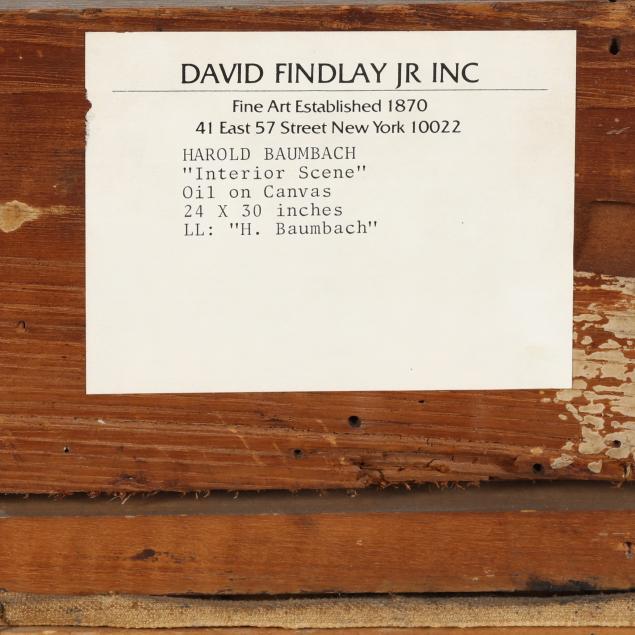 DAVID FINDLAY JR INC
Fine Art Established 1870
41 East 57 Street New York 10022
HAROLD BAUMBACH
"Interior Scene"
Oil on Canvas
24 X 30 inches
LL: "H. Baumbach"